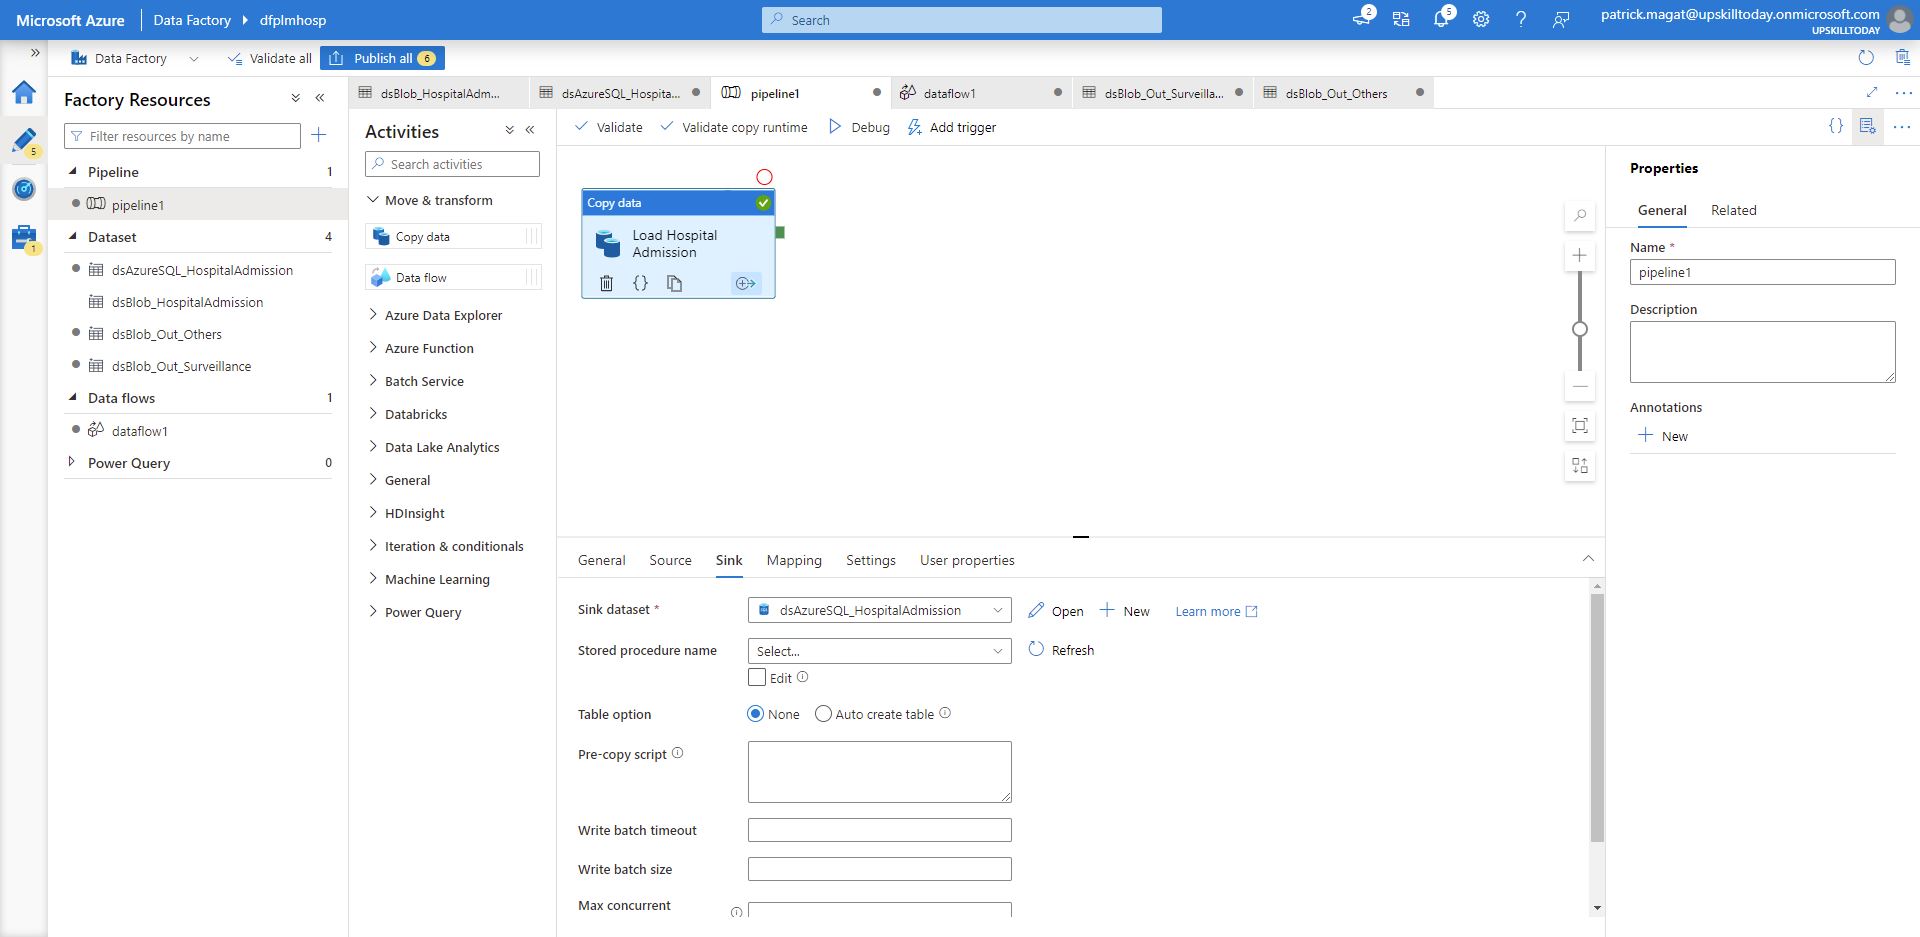 Microsoft Azure
Data Factory
dfplmhosp
Search
2
5
patrick.magat@upskilltoday.onmicrosoft.com
UPSKILLTODAY
Data Factory
Validate all
Publish all 6
5
1
Factory Resources
Filter resources by name
Pipeline 1
pipeline1
Dataset 4
dsAzureSQL_HospitalAdmission
dsBlob_HospitalAdmission
dsBlob_Out_Others
dsBlob_Out_Surveillance
Data flows 1
dataflow1
Power Query 0
dsBlob_HospitalAdm...
dsAzureSQL_Hospita...
pipeline1
dataflow1
dsBlob_Out_Surveilla...
dsBlob_Out_Others
Activities
Search activities
Move & transform
Copy data
Data flow
Azure Data Explorer
Azure Function
Batch Service
Databricks
Data Lake Analytics
General
HDInsight
Iteration & conditionals
Machine Learning
Power Query
Validate
Validate copy runtime
Debug
Add trigger
Copy data
Load Hospital
Admission
General
Source
Sink
Mapping
Settings
User properties
Sink dataset *
dsAzureSQL_HospitalAdmission
Open
New
Learn more
Stored procedure name
Select...
Refresh
Edit
Table option
None
Auto create table
Pre-copy script
Write batch timeout
Write batch size
Max concurrent
Properties
General
Related
Name *
pipeline1
Description
Annotations
New